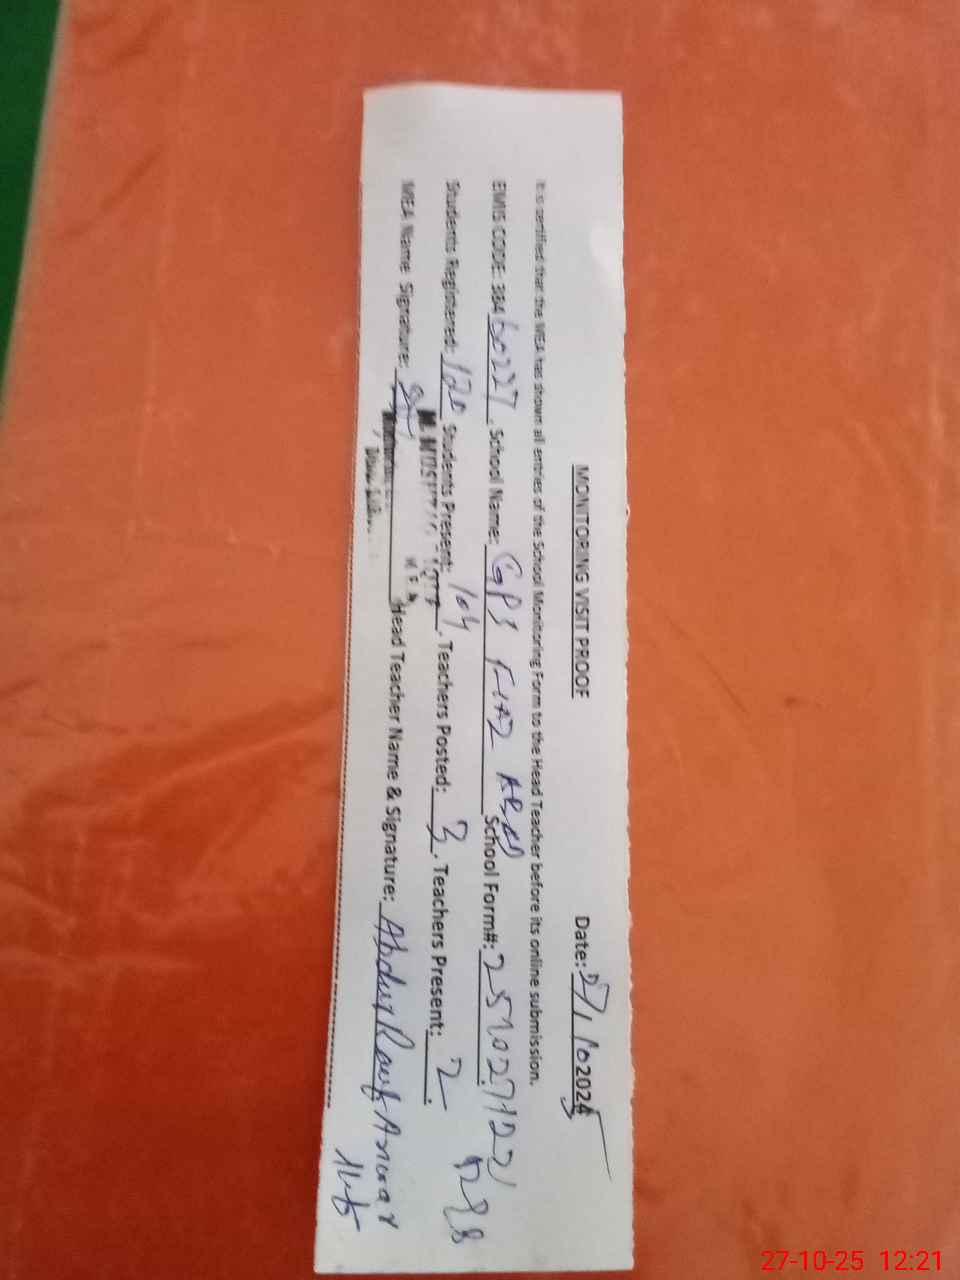 MONITORING VISIT PROOF Date: 27/10 2025
It is certified that the MEA has shown all entries of the School Monitoring Form to the Head Teacher before its online submission.
EMIS CODE: 384 60227, School Name: GPS School Form#: 2510271221
Students Registered: 120 Students Present: 104, Teachers Posted: 3, Teachers Present: 2.
MEA Name Signature: Head Teacher Name & Signature: Abdur Rauf Anwar
27-10-25 12:21